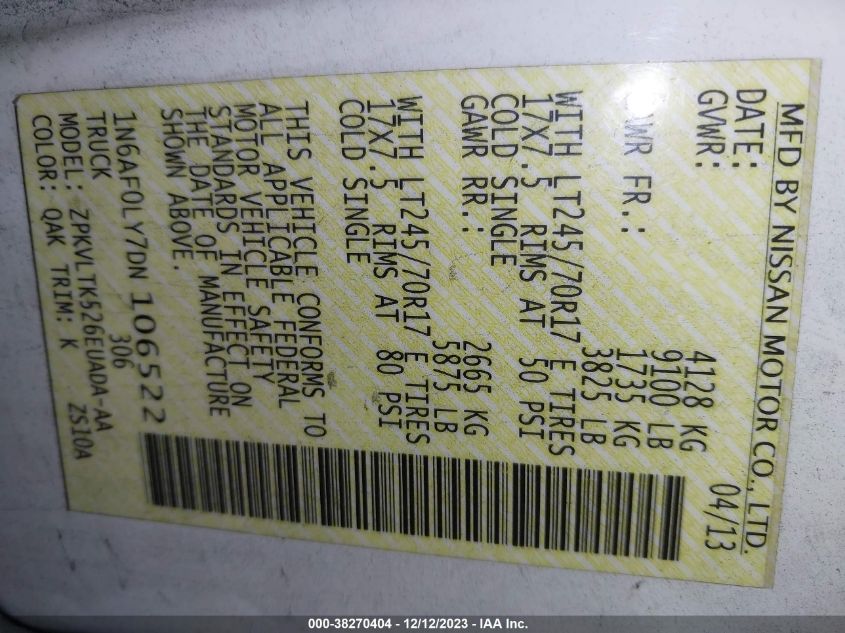 MFD BY NISSAN MOTOR CO., LTD.
DATE: 04/13
GVWR: 4128 KG
9100 LB
WR FR.: 1735 KG
3825 LB
WITH LT245/70R17 E TIRES
17X7.5 RIMS AT 50 PSI
COLD SINGLE
GAWR RR.: 2665 KG
5875 LB
WITH LT245/70R17 E TIRES
17X7.5 RIMS AT 80 PSI
COLD SINGLE
THIS VEHICLE CONFORMS TO
ALL APPLICABLE FEDERAL
MOTOR VEHICLE SAFETY
STANDARDS IN EFFECT ON
THE DATE OF MANUFACTURE
SHOWN ABOVE.
1N6AF0LY7DN106522
TRUCK 306
MODEL: ZPKVLTK526EUADA-AA
COLOR: QAK TRIM: K ZS10A
000-38270404 - 12/12/2023 - IAA Inc.